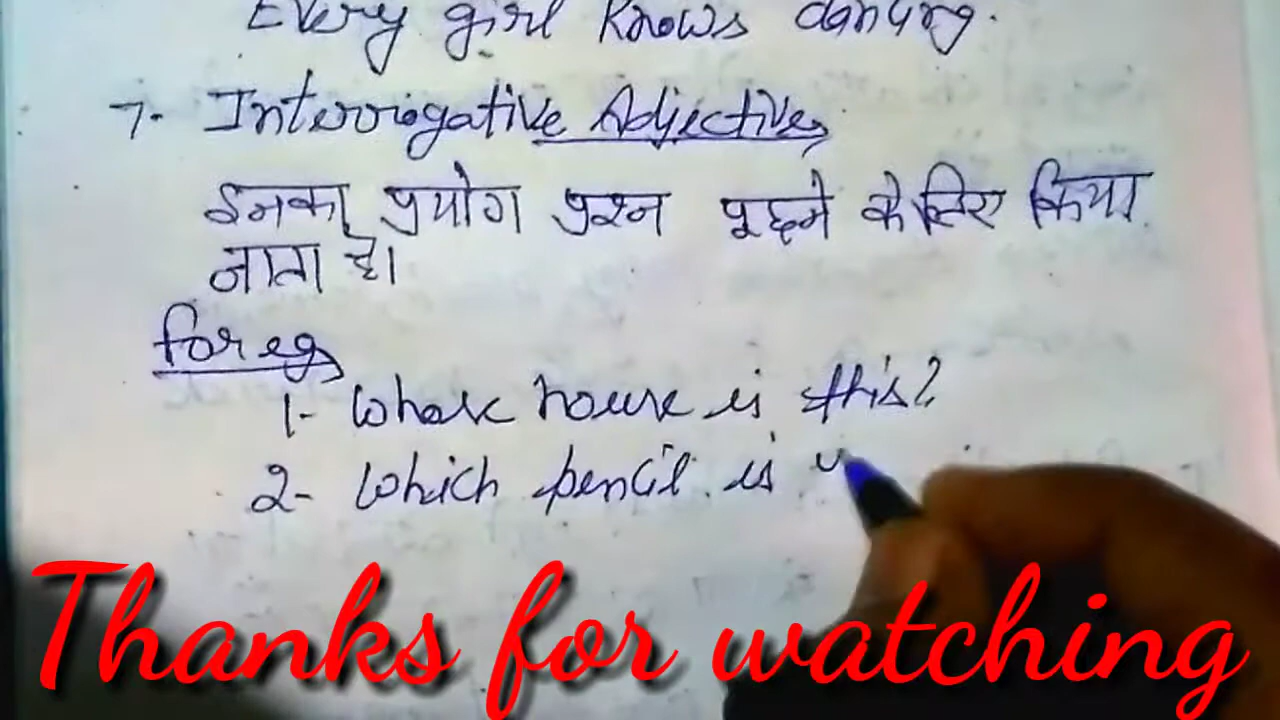 Every girl knows dancing.
7- Interrogative Adjective,
इनका प्रयोग प्रश्न पूछने के लिए किया
जाता है।
for eg,
1- Whose house is this?
2- Which pencil is
Thanks for watching